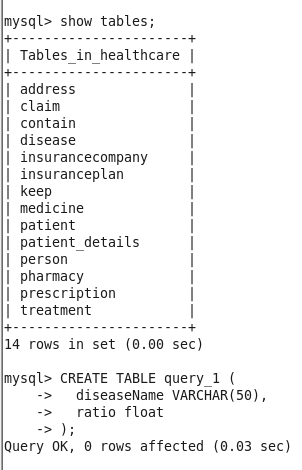 mysql> show tables;
+----------------------+
| Tables_in_healthcare |
+----------------------+
| address              |
| claim                |
| contain              |
| disease              |
| insurancecompany     |
| insuranceplan        |
| keep                 |
| medicine             |
| patient              |
| patient_details      |
| person               |
| pharmacy             |
| prescription         |
| treatment            |
+----------------------+
14 rows in set (0.00 sec)
mysql> CREATE TABLE query_1 (
    ->   diseaseName VARCHAR(50),
    ->   ratio float
    -> );
Query OK, 0 rows affected (0.03 sec)